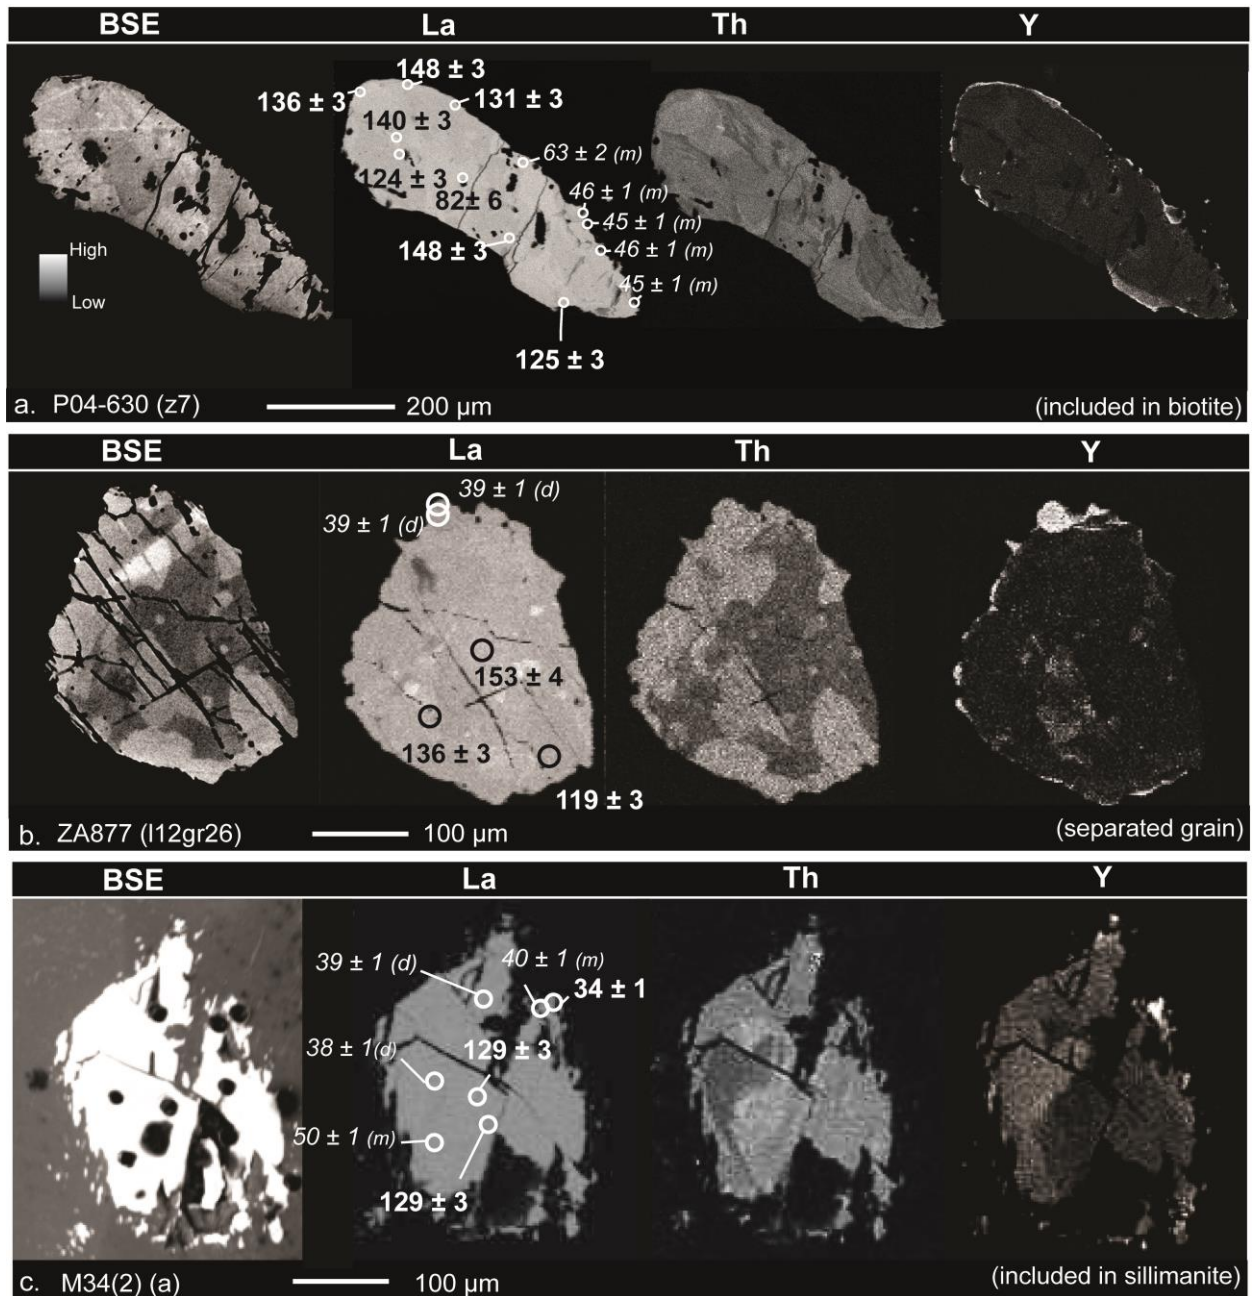 BSE La Th Y
148 ± 3
136 ± 3
131 ± 3
140 ± 3
63 ± 2 (m)
124 ± 3
46 ± 1 (m)
82± 6
45 ± 1 (m)
148 ± 3
46 ± 1 (m)
High
45 ± 1 (m)
Low
125 ± 3
a. P04-630 (z7) 200 µm (included in biotite)
BSE La Th Y
39 ± 1 (d)
39 ± 1 (d)
153 ± 4
136 ± 3
119 ± 3
b. ZA877 (l12gr26) 100 µm (separated grain)
BSE La Th Y
39 ± 1 (d)
40 ± 1 (m)
34 ± 1
38 ± 1(d)
129 ± 3
50 ± 1 (m)
129 ± 3
c. M34(2) (a) 100 µm (included in sillimanite)